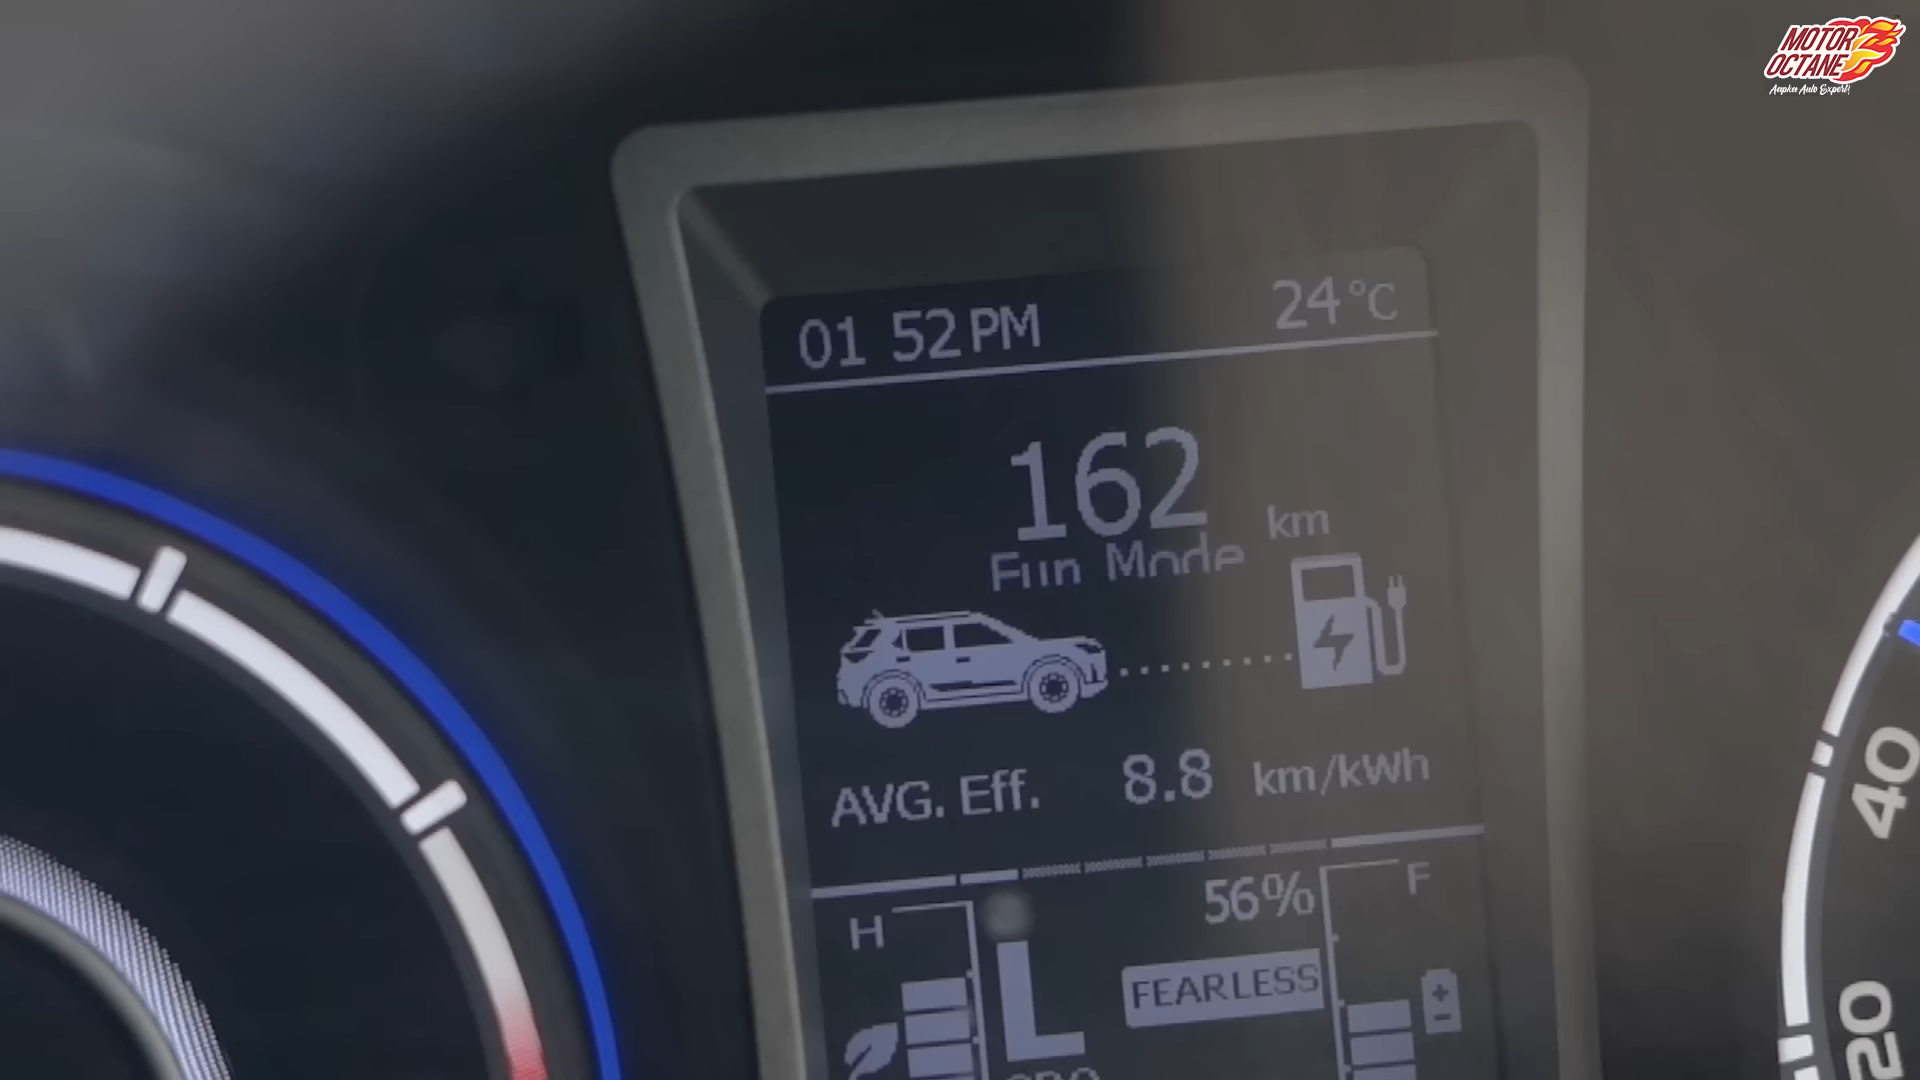 MOTOR
OCTANE
Aapka Auto Expert!
01 52 PM 24°C
162 km
Fun Mode
AVG. Eff. 8.8 km/kWh
56%
H F
L
FEARLESS
40
20